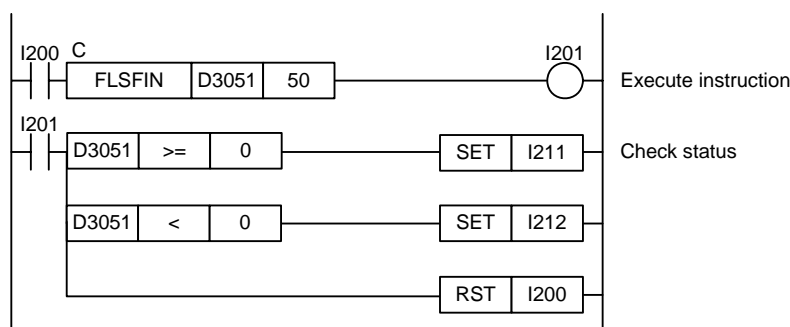 I200 C I201
FLSFIN D3051 50 Execute instruction
I201
D3051 >= 0 SET I211 Check status
D3051 < 0 SET I212
RST I200